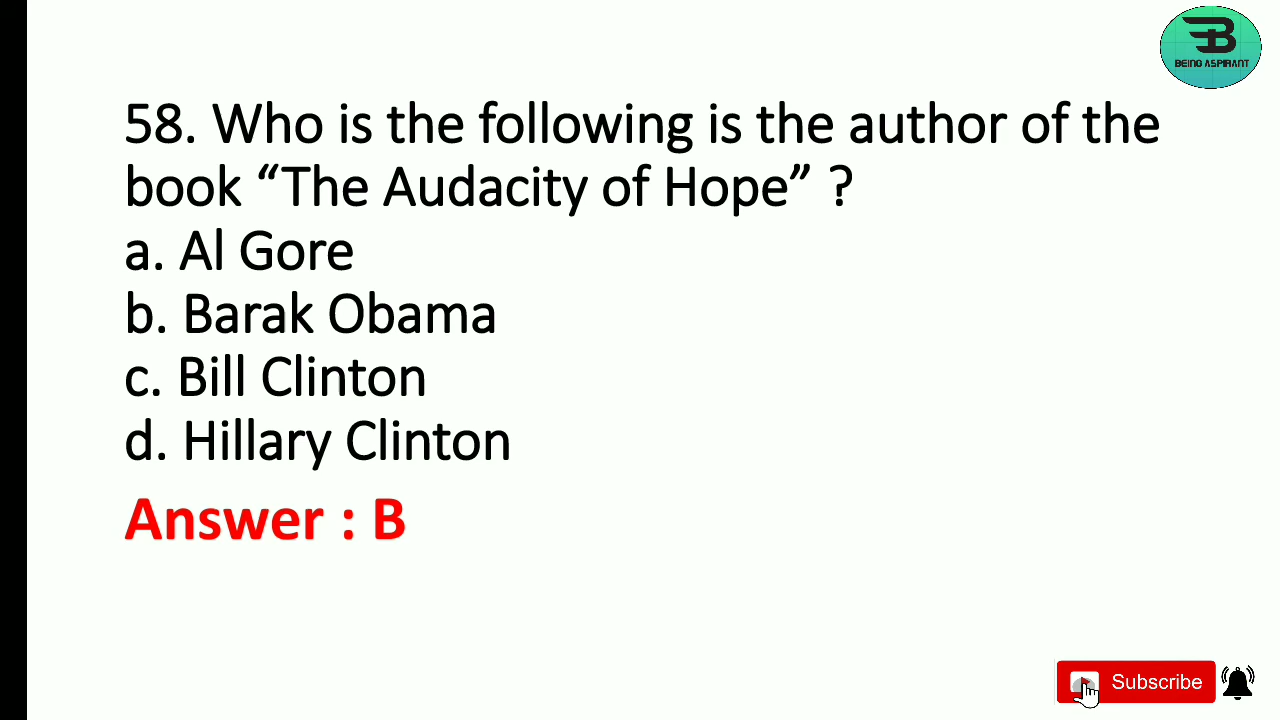 BEING ASPIRANT
58. Who is the following is the author of the
book “The Audacity of Hope” ?
a. Al Gore
b. Barak Obama
c. Bill Clinton
d. Hillary Clinton
Answer : B
Subscribe